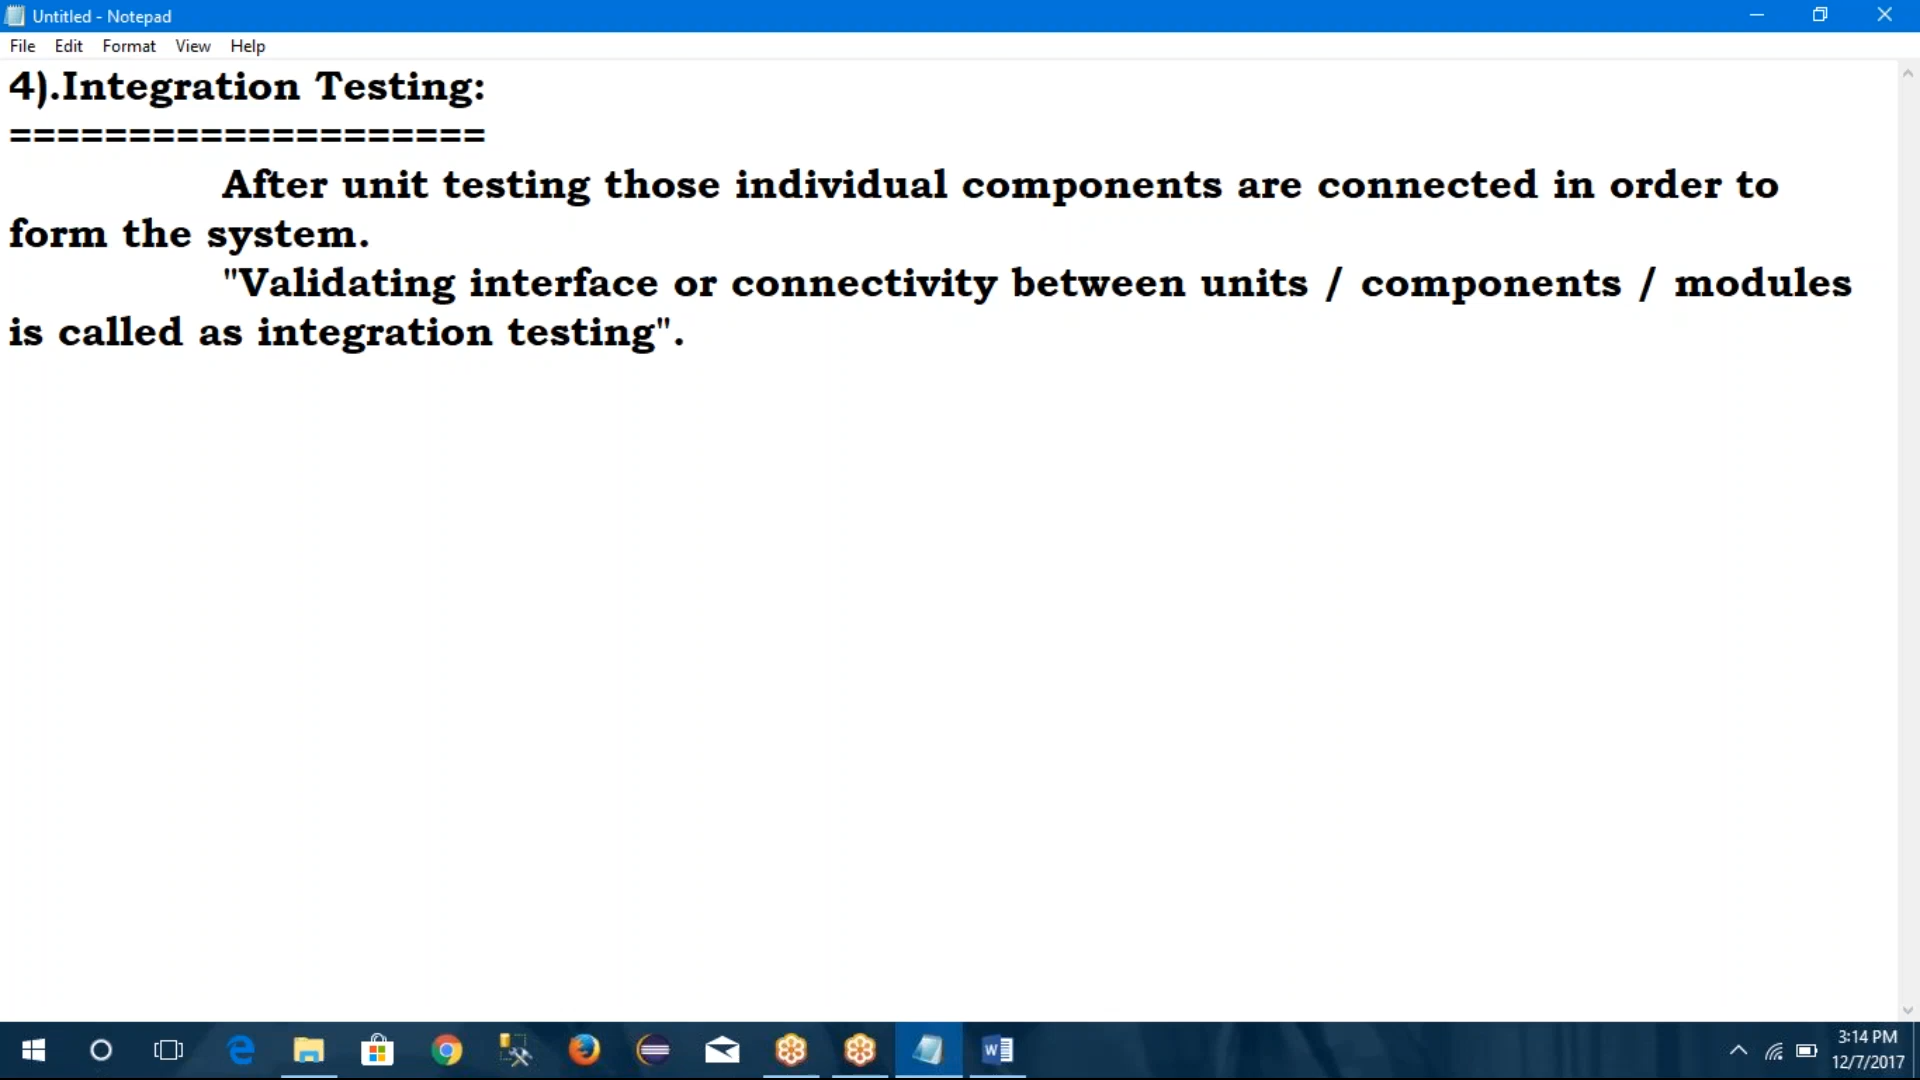 Untitled - Notepad
File Edit Format View Help
4).Integration Testing:
====================
After unit testing those individual components are connected in order to
form the system.
"Validating interface or connectivity between units / components / modules
is called as integration testing".
3:14 PM
12/7/2017